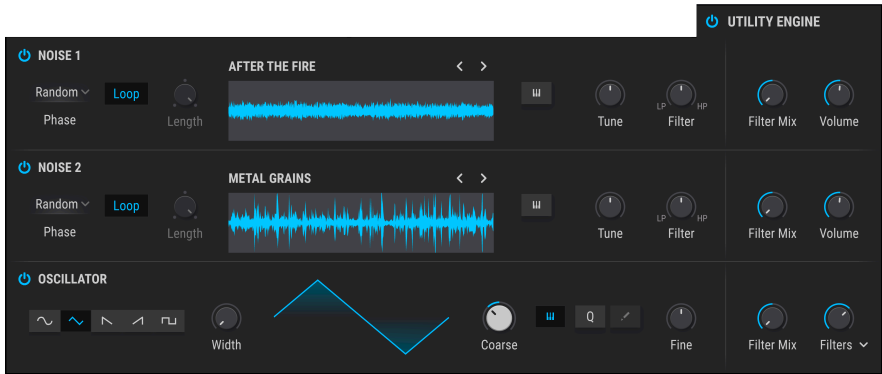 UTILITY ENGINE
NOISE 1
AFTER THE FIRE
Random
Loop
Phase
Length
Tune
LP
HP
Filter
Filter Mix
Volume
NOISE 2
METAL GRAINS
Random
Loop
Phase
Length
Tune
LP
HP
Filter
Filter Mix
Volume
OSCILLATOR
Width
Coarse
Q
Fine
Filter Mix
Filters